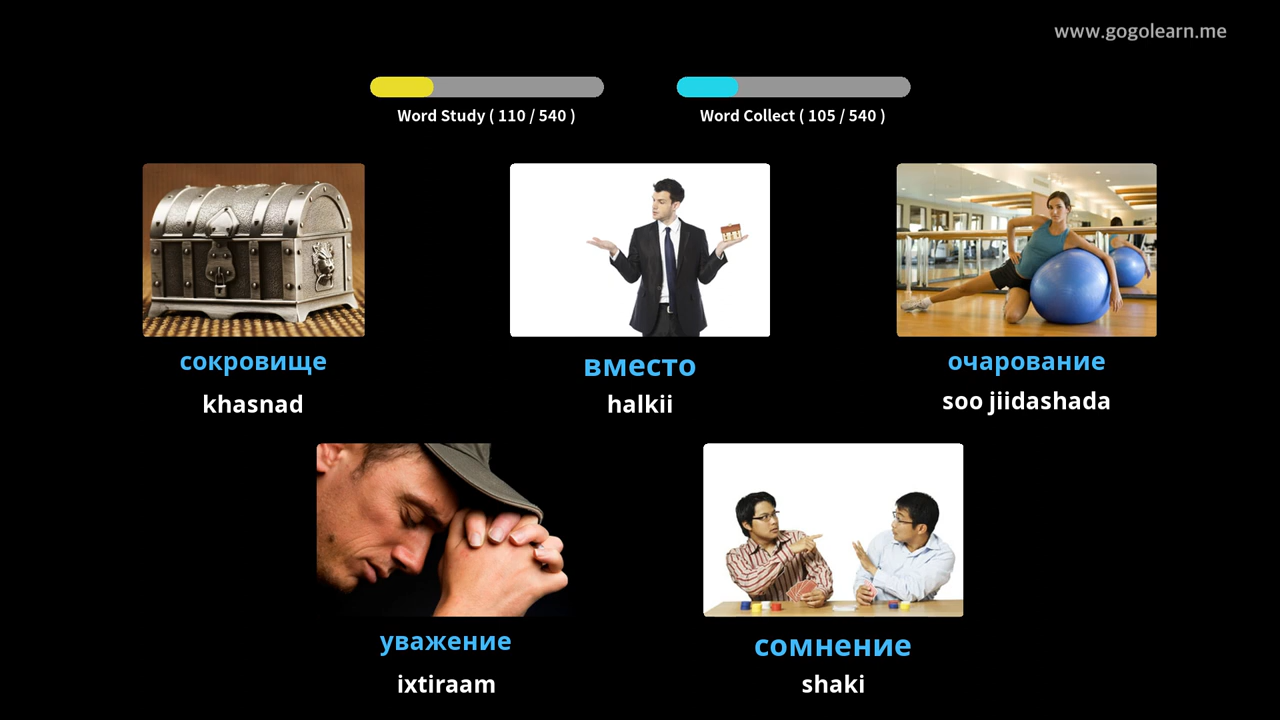 www.gogolearn.me
Word Study ( 110 / 540 )
Word Collect ( 105 / 540 )
сокровище
khasnad
вместо
halkii
очарование
soo jiidashada
уважение
ixtiraam
сомнение
shaki